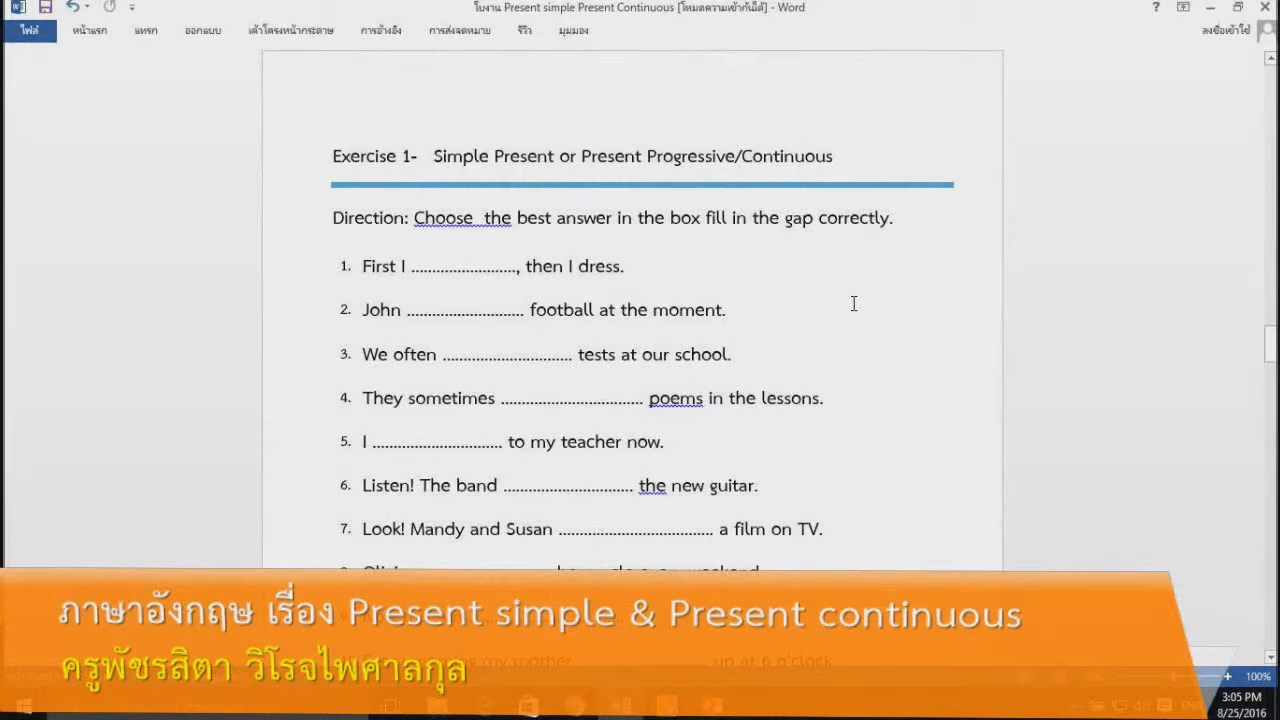 ใบงาน Present simple Present Continuous [โหมดความเข้ากันได้] - Word
ไฟล์ หน้าแรก แทรก ออกแบบ เค้าโครงหน้ากระดาษ การอ้างอิง การส่งจดหมาย รีวิว มุมมอง ลงชื่อเข้าใช้
Exercise 1- Simple Present or Present Progressive/Continuous
Direction: Choose the best answer in the box fill in the gap correctly.
1. First I ........................., then I dress.
2. John ............................ football at the moment.
3. We often ............................... tests at our school.
4. They sometimes .................................. poems in the lessons.
5. I ............................... to my teacher now.
6. Listen! The band ............................... the new guitar.
7. Look! Mandy and Susan ..................................... a film on TV.
ภาษาอังกฤษ เรื่อง Present simple & Present continuous
ครูพัชรสิตา วิโรจไพศาลกุล
my mother up at 6 o'clock
100%
3:05 PM
8/25/2016